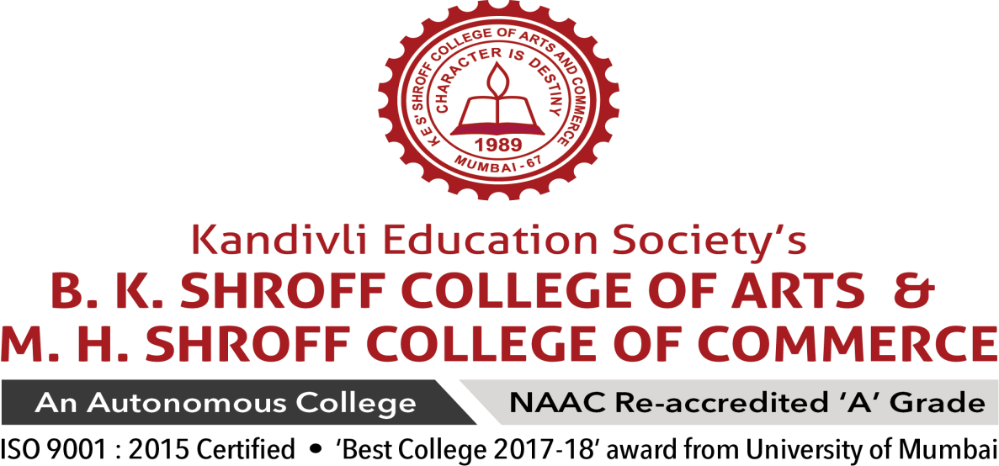 K E S' SHROFF COLLEGE OF ARTS AND COMMERCE
CHARACTER IS DESTINY
1989
MUMBAI - 67
Kandivli Education Society's
B. K. SHROFF COLLEGE OF ARTS &
M. H. SHROFF COLLEGE OF COMMERCE
An Autonomous College
NAAC Re-accredited ‘A’ Grade
ISO 9001 : 2015 Certified • ‘Best College 2017-18’ award from University of Mumbai